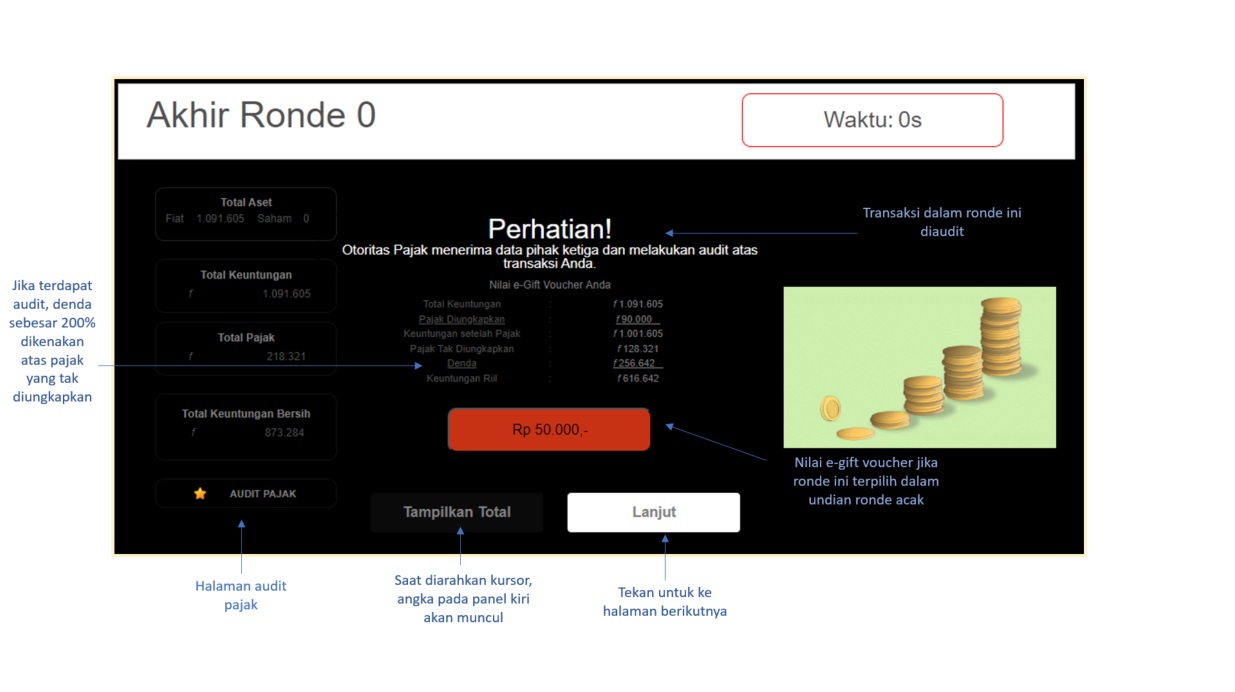 Akhir Ronde 0
Waktu: 0s
Total Aset
Fiat 1.091.605 Saham 0
Total Keuntungan
ƒ 1.091.605
Total Pajak
ƒ 218.321
Total Keuntungan Bersih
ƒ 873.284
AUDIT PAJAK
Perhatian!
Otoritas Pajak menerima data pihak ketiga dan melakukan audit atas
transaksi Anda.
Nilai e-Gift Voucher Anda
Total Keuntungan : ƒ1.091.605
Pajak Diungkapkan : ƒ90.000
Keuntungan setelah Pajak : ƒ1.001.605
Pajak Tak Diungkapkan : ƒ128.321
Denda : ƒ256.642
Keuntungan Riil : ƒ616.642
Rp 50.000,-
Tampilkan Total
Lanjut
Transaksi dalam ronde ini
diaudit
Jika terdapat
audit, denda
sebesar 200%
dikenakan
atas pajak
yang tak
diungkapkan
Nilai e-gift voucher jika
ronde ini terpilih dalam
undian ronde acak
Halaman audit
pajak
Saat diarahkan kursor,
angka pada panel kiri
akan muncul
Tekan untuk ke
halaman berikutnya